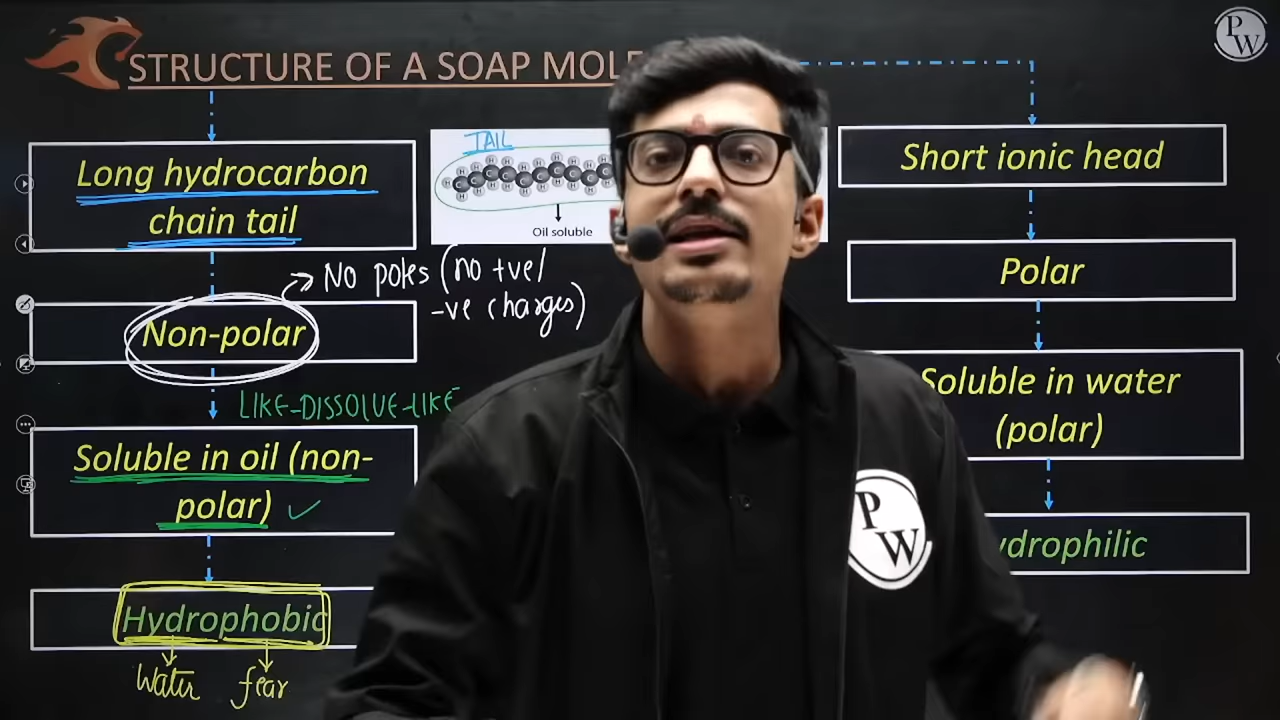 STRUCTURE OF A SOAP
PW
Long hydrocarbon
chain tail
TAIL
Oil soluble
Short ionic head
No poles (no +ve/
-ve charges)
Polar
Non-polar
LIKE-DISSOLVE-LIKE
Soluble in water
(polar)
Soluble in oil (non-
polar)
PW
Hydrophobic
Water fear